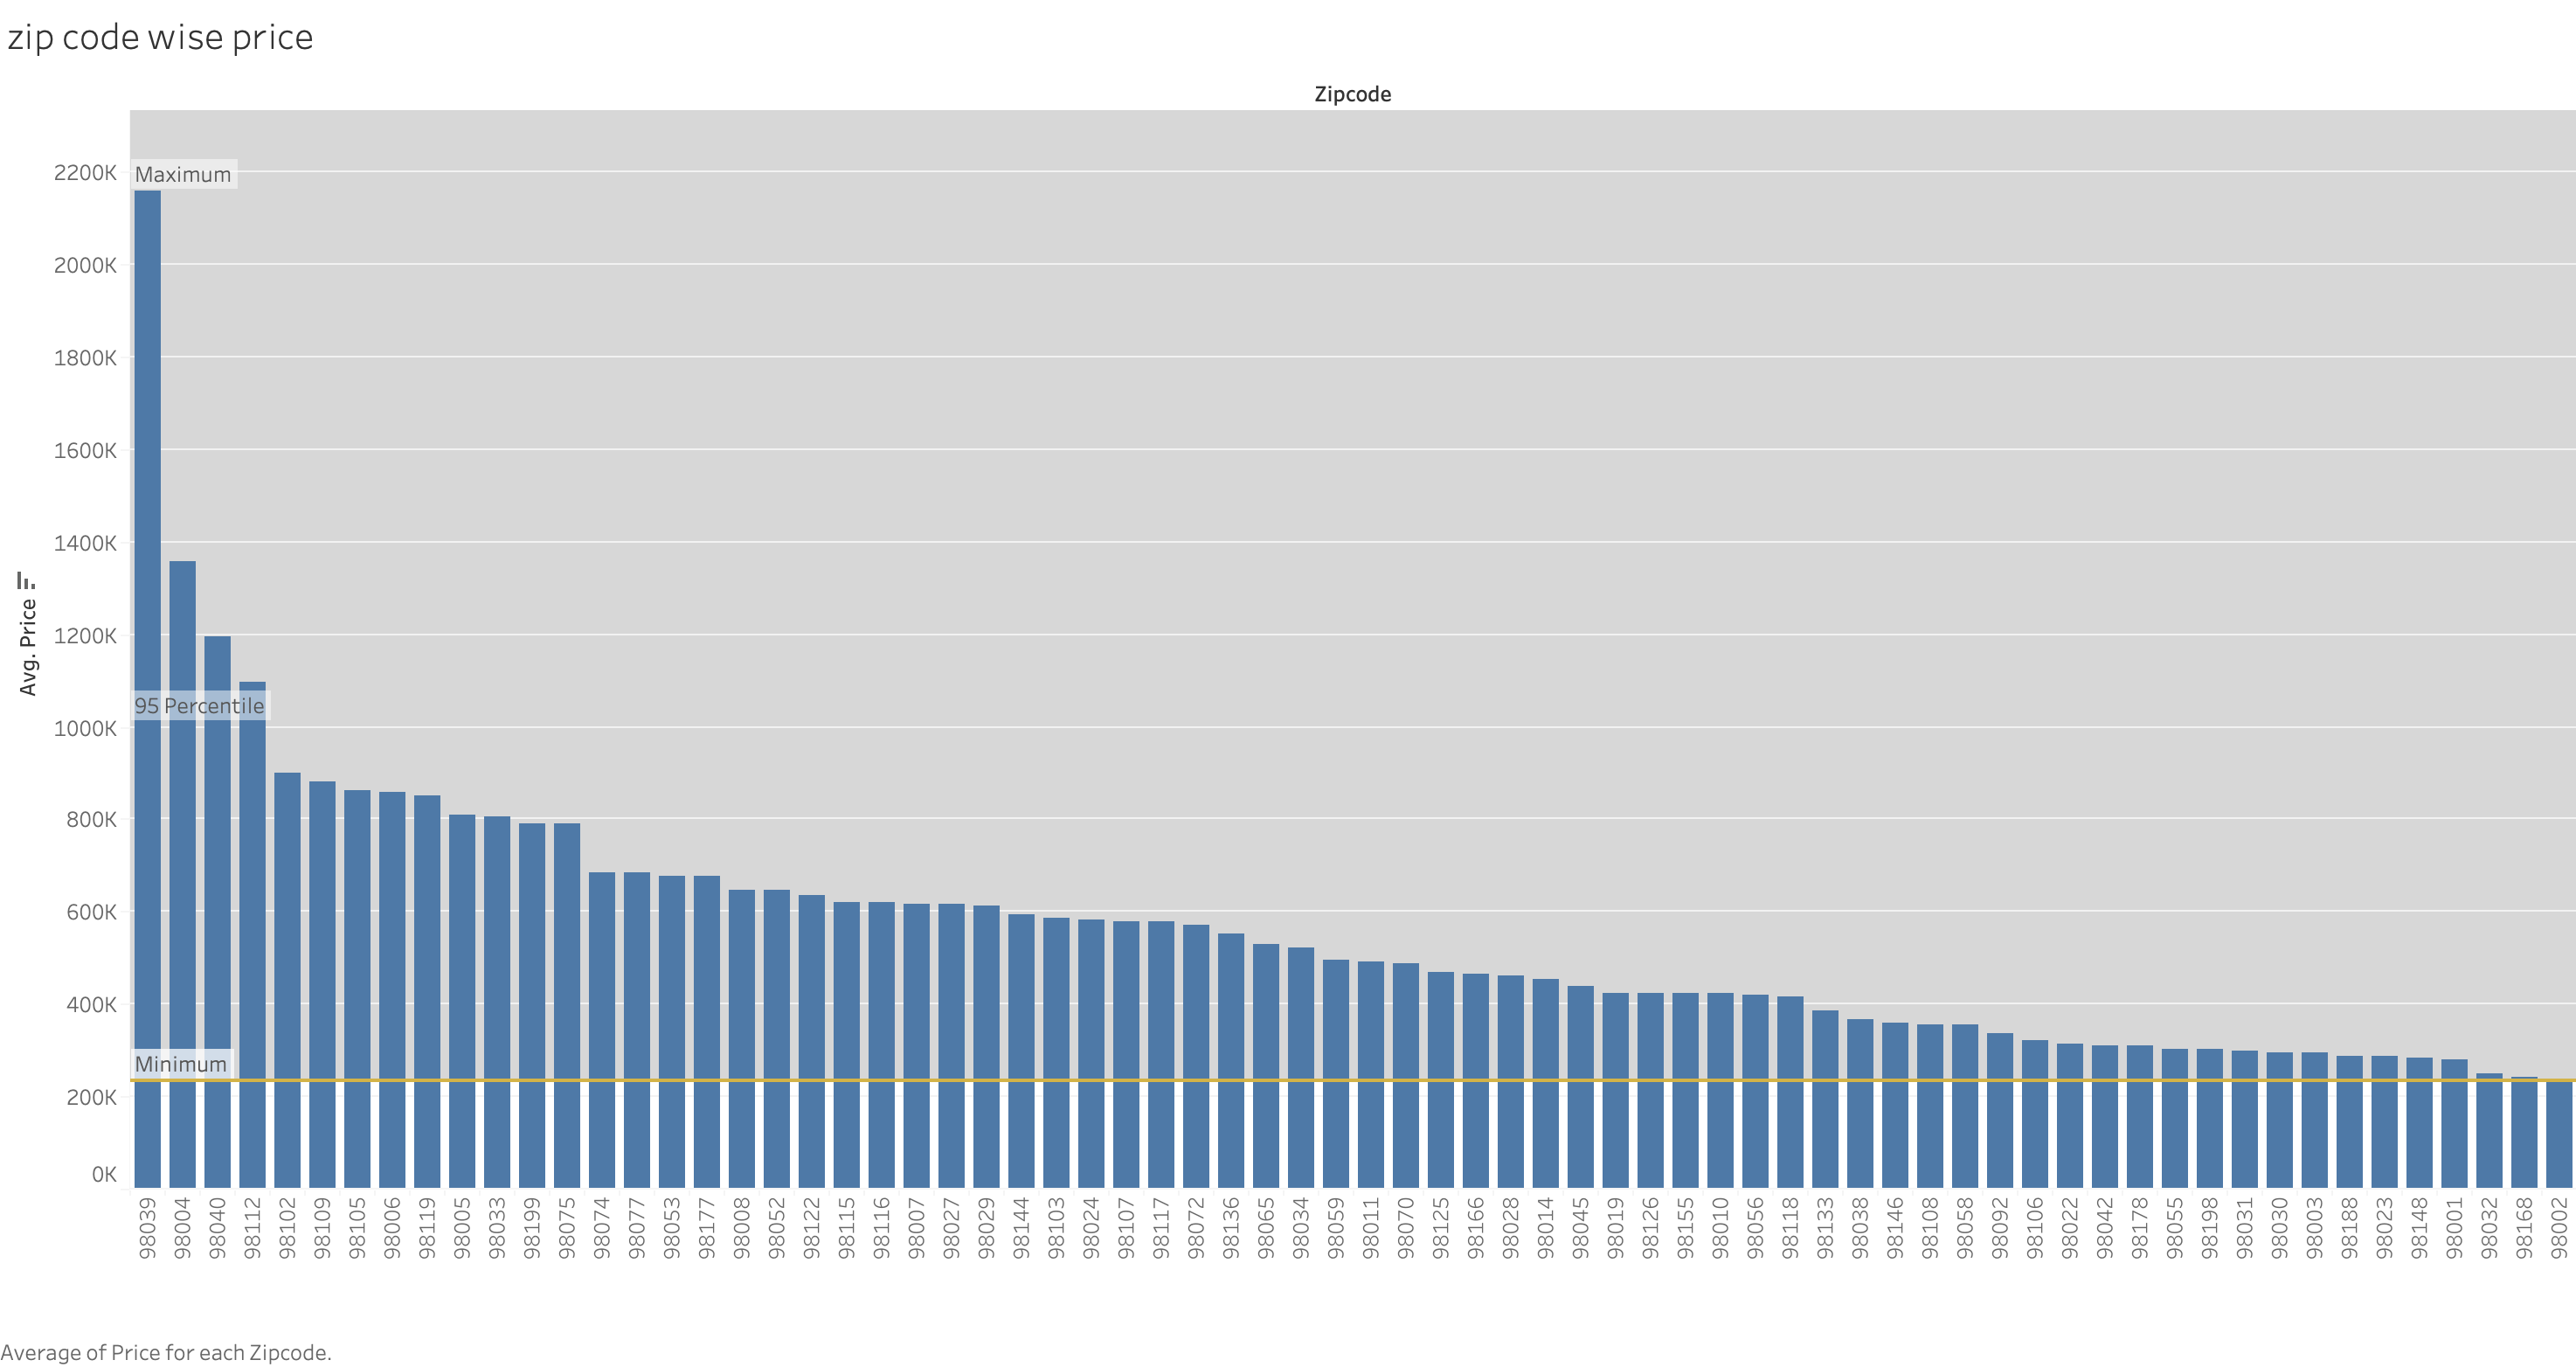 zip code wise price
Zipcode
2200K
Maximum
2000K
1800K
1600K
1400K
1200K
Avg. Price
95 Percentile
1000K
800K
600K
400K
Minimum
200K
0K
98039 98004 98040 98112 98102 98109 98105 98006 98119 98005 98033 98199 98075 98074 98077 98053 98177 98008 98052 98122 98115 98116 98007 98027 98029 98144 98103 98024 98107 98117 98072 98136 98065 98034 98059 98011 98070 98125 98166 98028 98014 98045 98019 98126 98155 98010 98056 98118 98133 98038 98146 98108 98058 98092 98106 98022 98042 98178 98055 98198 98031 98030 98003 98188 98023 98148 98001 98032 98168 98002
Average of Price for each Zipcode.